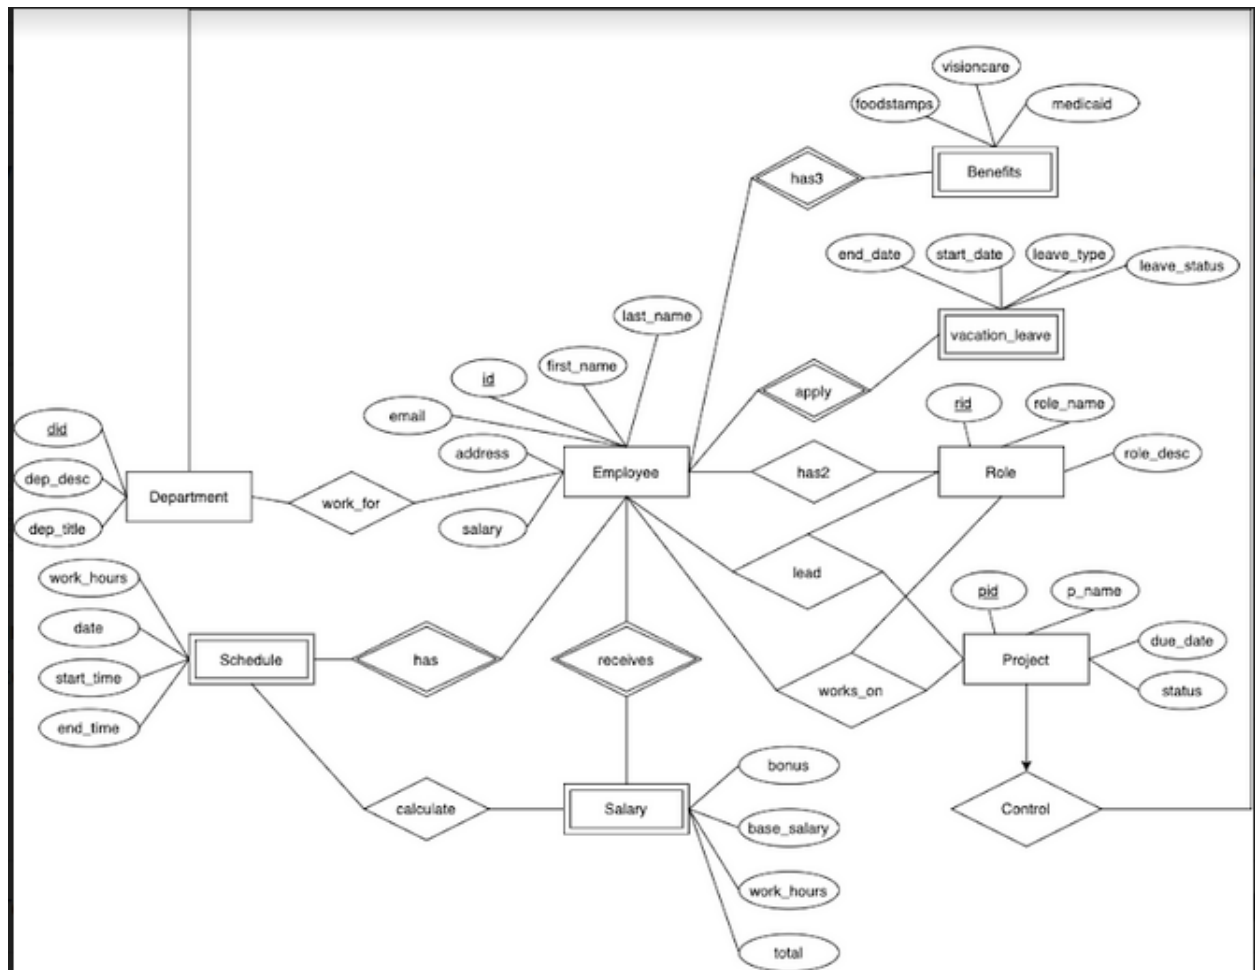 visioncare
foodstamps
medicaid
Benefits
has3
end_date
start_date
leave_type
leave_status
vacation_leave
last_name
first_name
id
email
apply
rid
role_name
role_desc
address
Employee
has2
Role
did
dep_desc
dep_title
Department
work_for
salary
lead
work_hours
date
start_time
end_time
Schedule
has
receives
works_on
pid
p_name
Project
due_date
status
calculate
Salary
bonus
base_salary
work_hours
total
Control